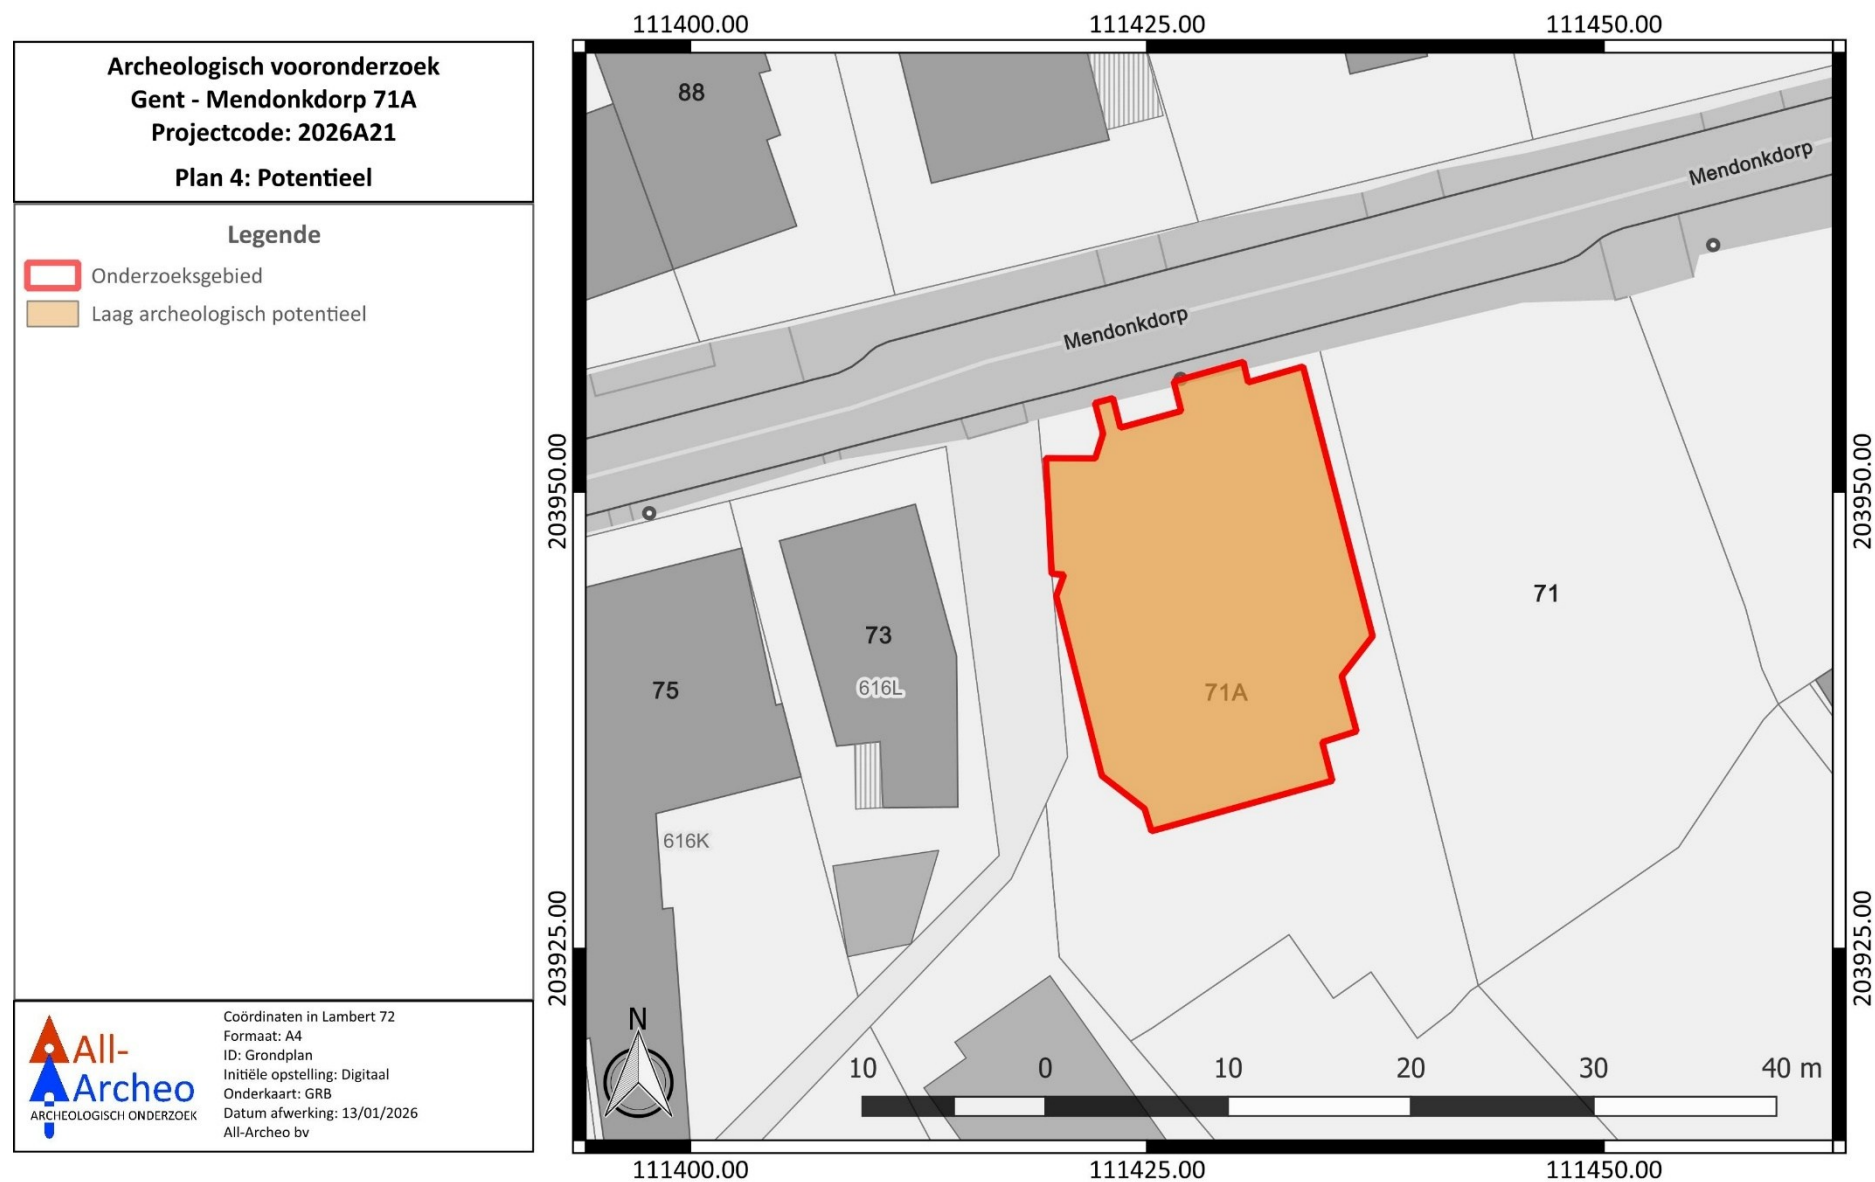 Archeologisch vooronderzoek
Gent - Mendonkdorp 71A
Projectcode: 2026A21
Plan 4: Potentieel
Legende
Onderzoeksgebied
Laag archeologisch potentieel
All-
Archeo
ARCHEOLOGISCH ONDERZOEK
Coördinaten in Lambert 72
Formaat: A4
ID: Grondplan
Initiële opstelling: Digitaal
Onderkaart: GRB
Datum afwerking: 13/01/2026
All-Archeo bv
111400.00 111425.00 111450.00
88
Mendonkdorp
Mendonkdorp
203950.00 203950.00
71
73
616L
75
71A
616K
203925.00 203925.00
N
10 0 10 20 30 40 m
111400.00 111425.00 111450.00